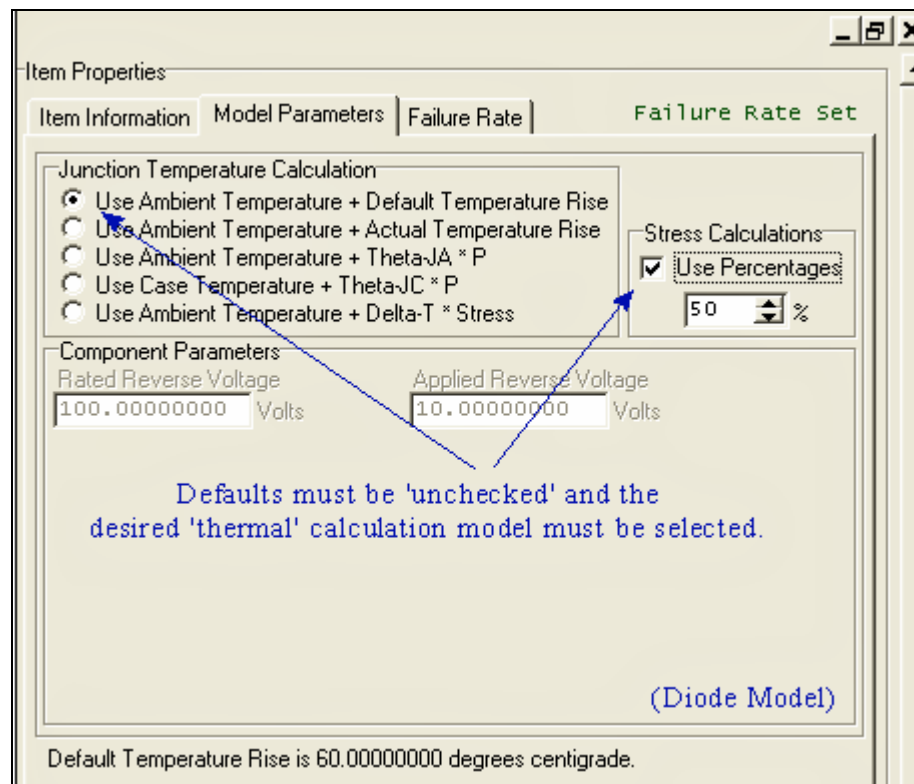 Item Properties
Item Information Model Parameters Failure Rate Failure Rate Set
Junction Temperature Calculation
Use Ambient Temperature + Default Temperature Rise
Use Ambient Temperature + Actual Temperature Rise
Use Ambient Temperature + Theta-JA * P
Use Case Temperature + Theta-JC * P
Use Ambient Temperature + Delta-T * Stress
Stress Calculations
Use Percentages
50 %
Component Parameters
Rated Reverse Voltage Applied Reverse Voltage
100.00000000 Volts 10.00000000 Volts
Defaults must be 'unchecked' and the
desired 'thermal' calculation model must be selected.
(Diode Model)
Default Temperature Rise is 60.00000000 degrees centigrade.